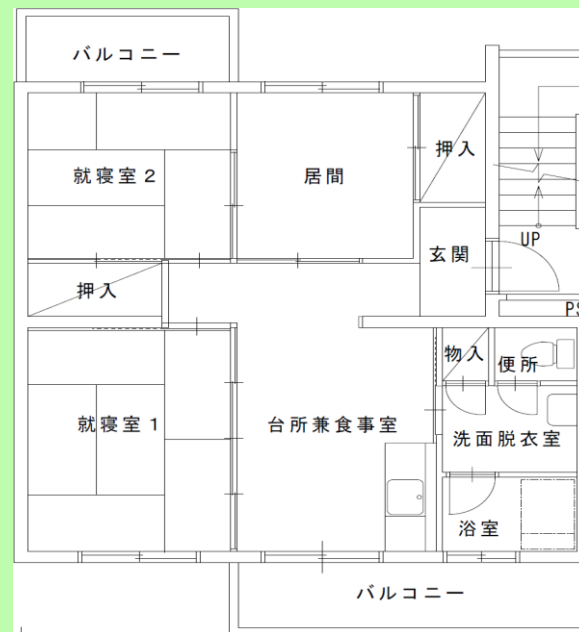 バルコニー
就寝室2
居間
押入
玄関
UP
押入
PS
物入
便所
就寝室1
台所兼食事室
洗面脱衣室
浴室
バルコニー